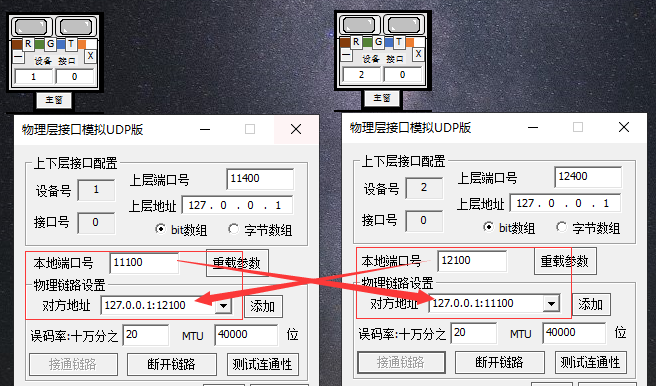 R G T
X
设备 接口
1 0
主窗
物理层接口模拟UDP版
上下层接口配置
设备号 1
上层端口号 11400
上层地址 127 . 0 . 0 . 1
接口号 0
bit数组 字节数组
本地端口号 11100 重载参数
物理链路设置
对方地址 127.0.0.1:12100 添加
误码率:十万分之 20 MTU 40000 位
接通链路 断开链路 测试连通性
R G T
X
设备 接口
2 0
主窗
物理层接口模拟UDP版
上下层接口配置
设备号 2
上层端口号 12400
上层地址 127 . 0 . 0 . 1
接口号 0
bit数组 字节数组
本地端口号 12100 重载参数
物理链路设置
对方地址 127.0.0.1:11100 添加
误码率:十万分之 20 MTU 40000 位
接通链路 断开链路 测试连通性